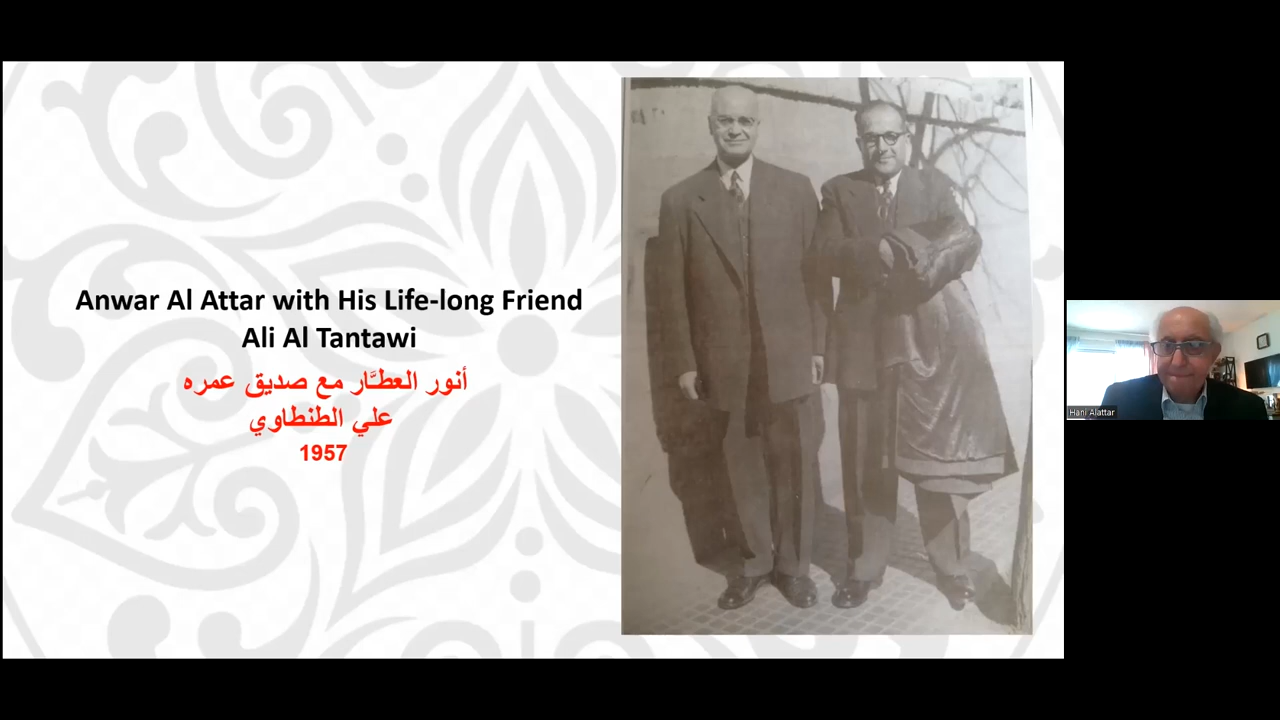 Anwar Al Attar with His Life-long Friend
Ali Al Tantawi
أنور العطَّار مع صديق عمره
علي الطنطاوي
1957
Hani Alattar